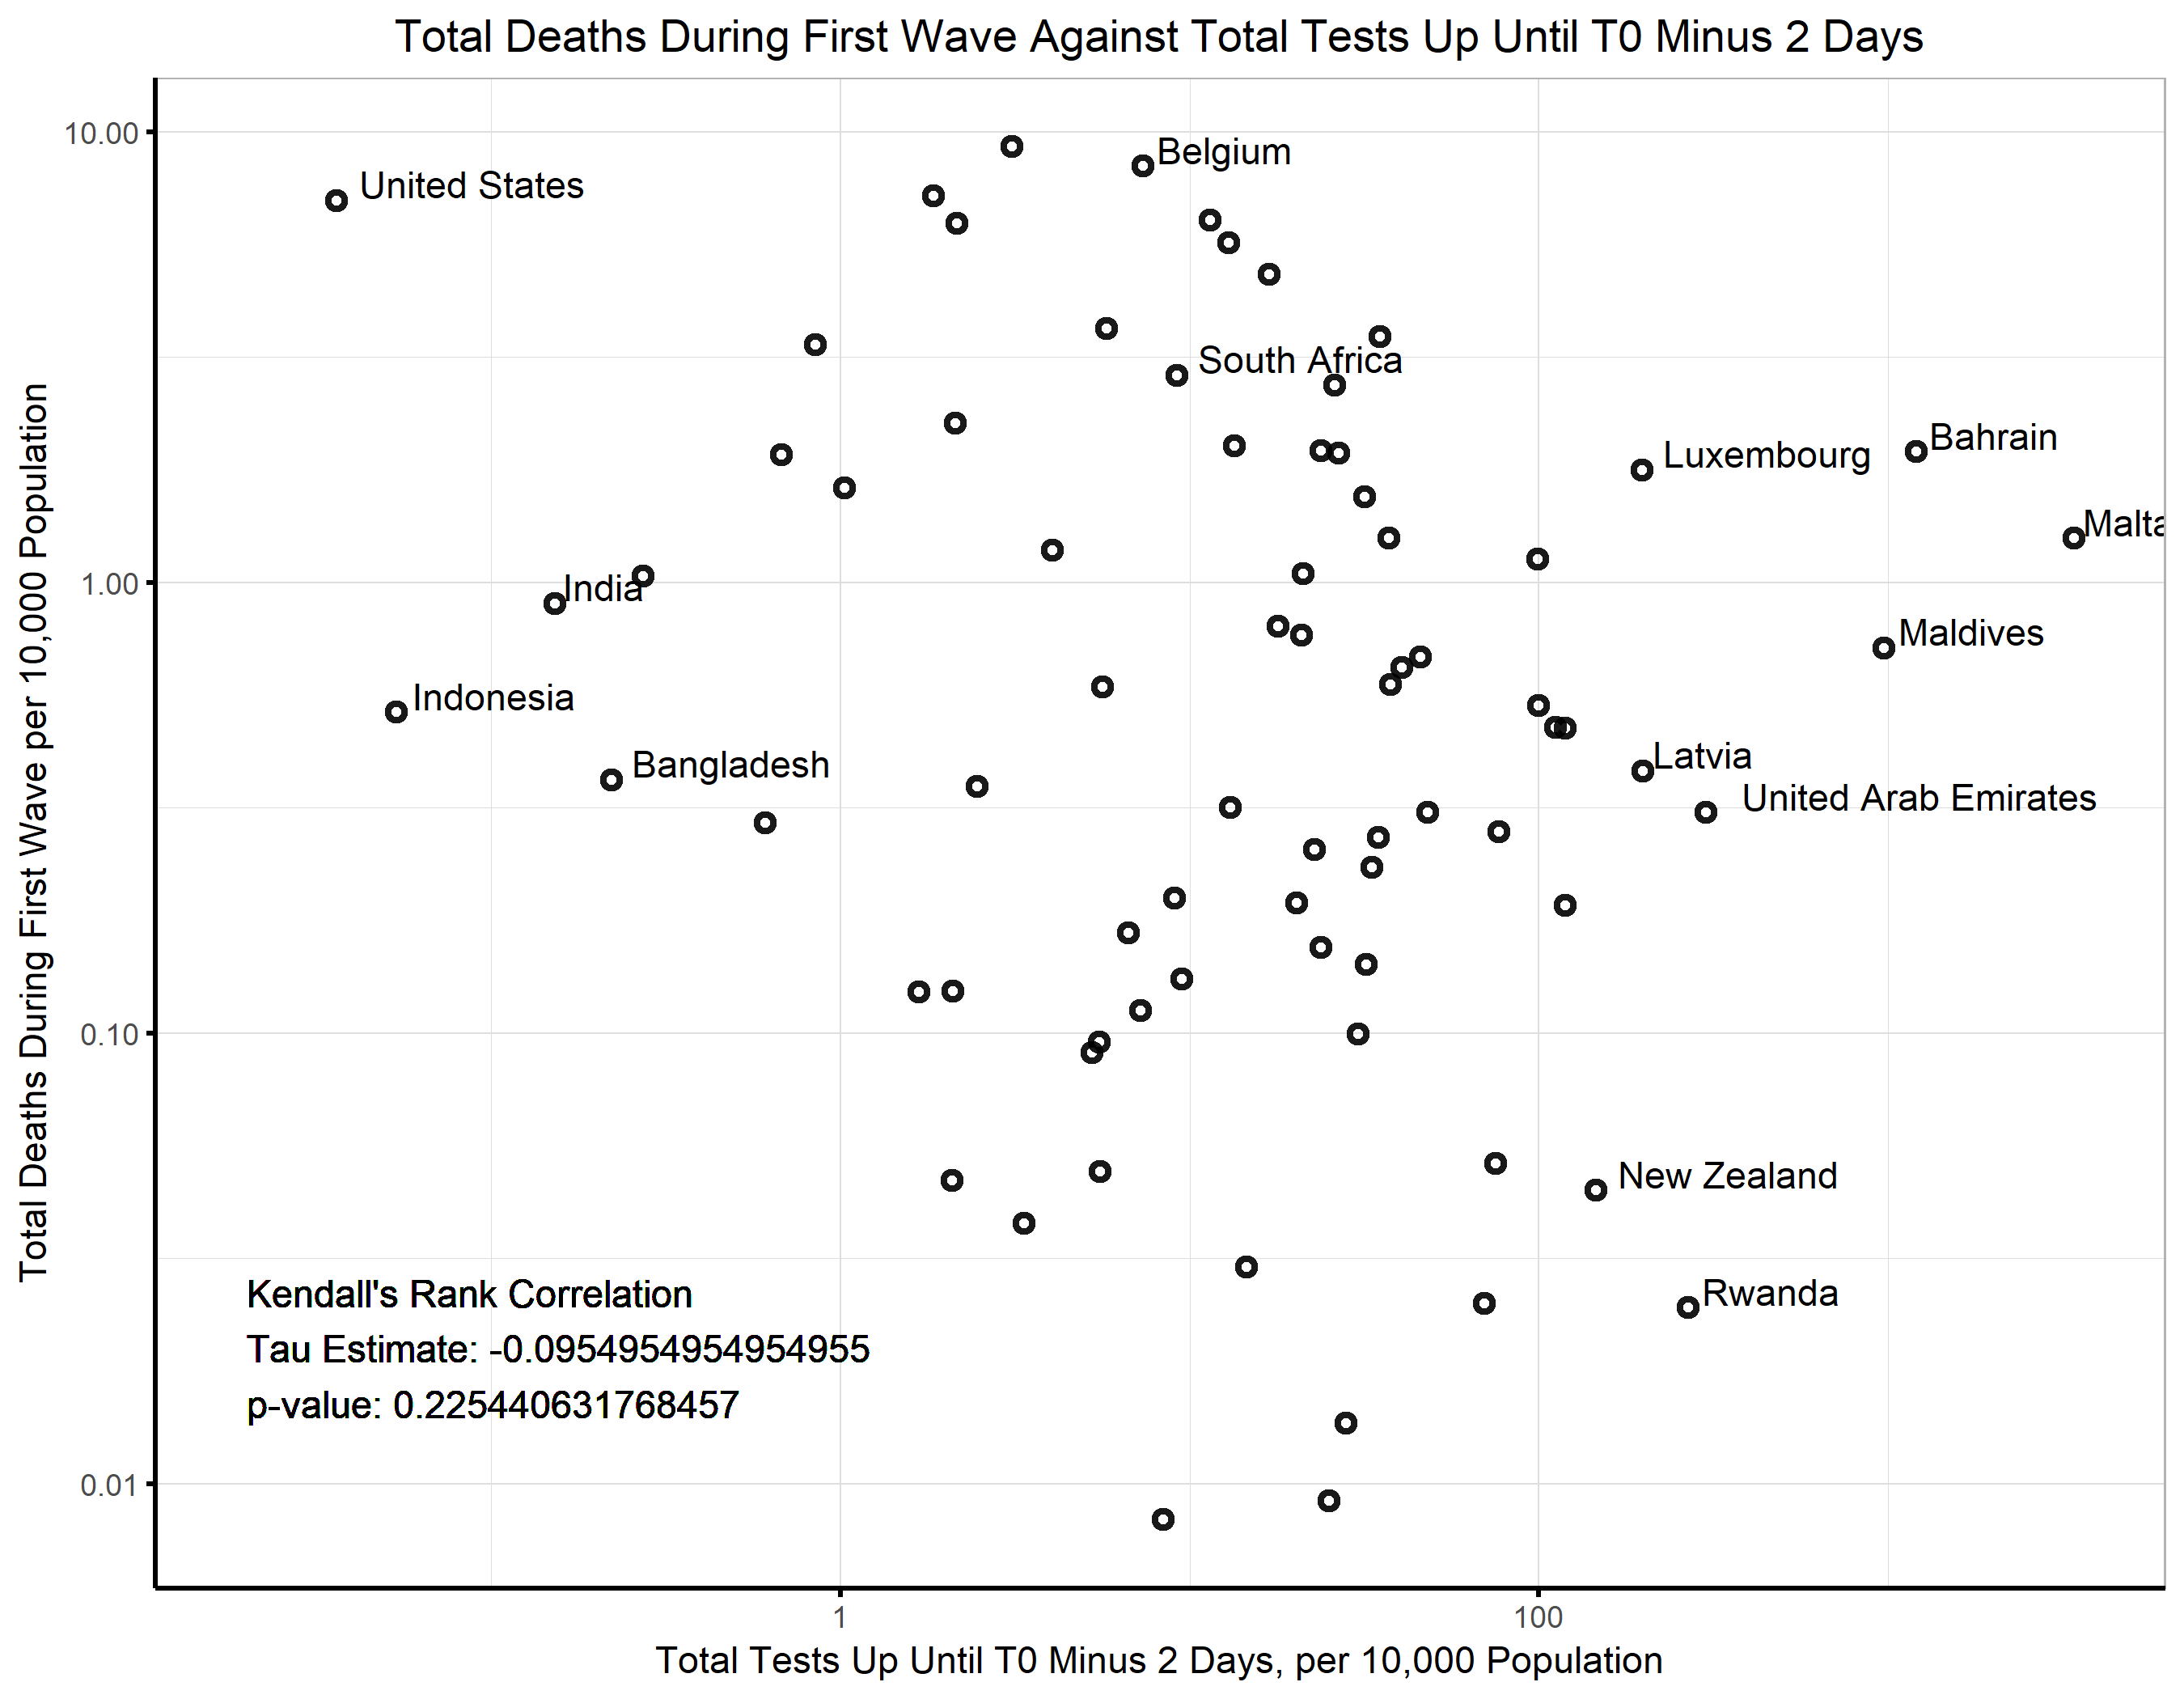 Total Deaths During First Wave Against Total Tests Up Until T0 Minus 2 Days
10.00
Belgium
United States
South Africa
Bahrain
Luxembourg
Malta
1.00
India
Maldives
Indonesia
Latvia
Bangladesh
United Arab Emirates
0.10
New Zealand
Rwanda
Kendall's Rank Correlation
Tau Estimate: -0.0954954954954955
p-value: 0.225440631768457
0.01
1
100
Total Tests Up Until T0 Minus 2 Days, per 10,000 Population
Total Deaths During First Wave per 10,000 Population